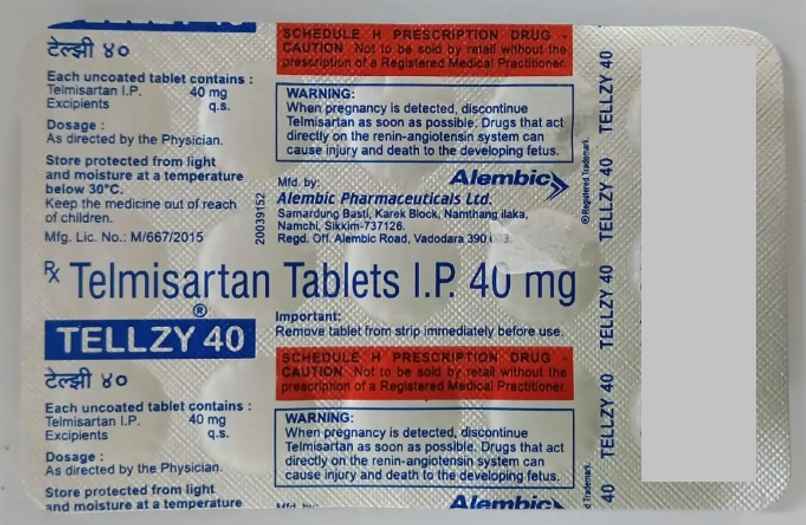 टेल्झी ४०
Each uncoated tablet contains :
Telmisartan I.P. 40 mg
Excipients q.s.
Dosage :
As directed by the Physician.
Store protected from light
and moisture at a temperature
below 30°C.
Keep the medicine out of reach
of children.
Mfg. Lic. No.: M/667/2015
20039152
SCHEDULE H PRESCRIPTION DRUG -
CAUTION Not to be sold by retail without the
prescription of a Registered Medical Practitioner.
WARNING:
When pregnancy is detected, discontinue
Telmisartan as soon as possible. Drugs that act
directly on the renin-angiotensin system can
cause injury and death to the developing fetus.
Mfd. by:
Alembic
Alembic Pharmaceuticals Ltd.
Samardung Basti, Karek Block, Namthang ilaka,
Namchi, Sikkim-737126.
Regd. Off. Alembic Road, Vadodara 390
Rx Telmisartan Tablets I.P. 40 mg
®
TELLZY 40
Important:
Remove tablet from strip immediately before use.
टेल्झी ४०
Each uncoated tablet contains :
Telmisartan I.P. 40 mg
Excipients q.s.
Dosage :
As directed by the Physician.
Store protected from light
and moisture at a temperature
SCHEDULE H PRESCRIPTION DRUG -
CAUTION Not to be sold by retail without the
prescription of a Registered Medical Practitioner.
WARNING:
When pregnancy is detected, discontinue
Telmisartan as soon as possible. Drugs that act
directly on the renin-angiotensin system can
cause injury and death to the developing fetus.
Mfd. by:
Alembic
® Registered Trademark.
d Trademark.
TELLZY 40
TELLZY 40
TELLZY 40
TELLZY 40
40